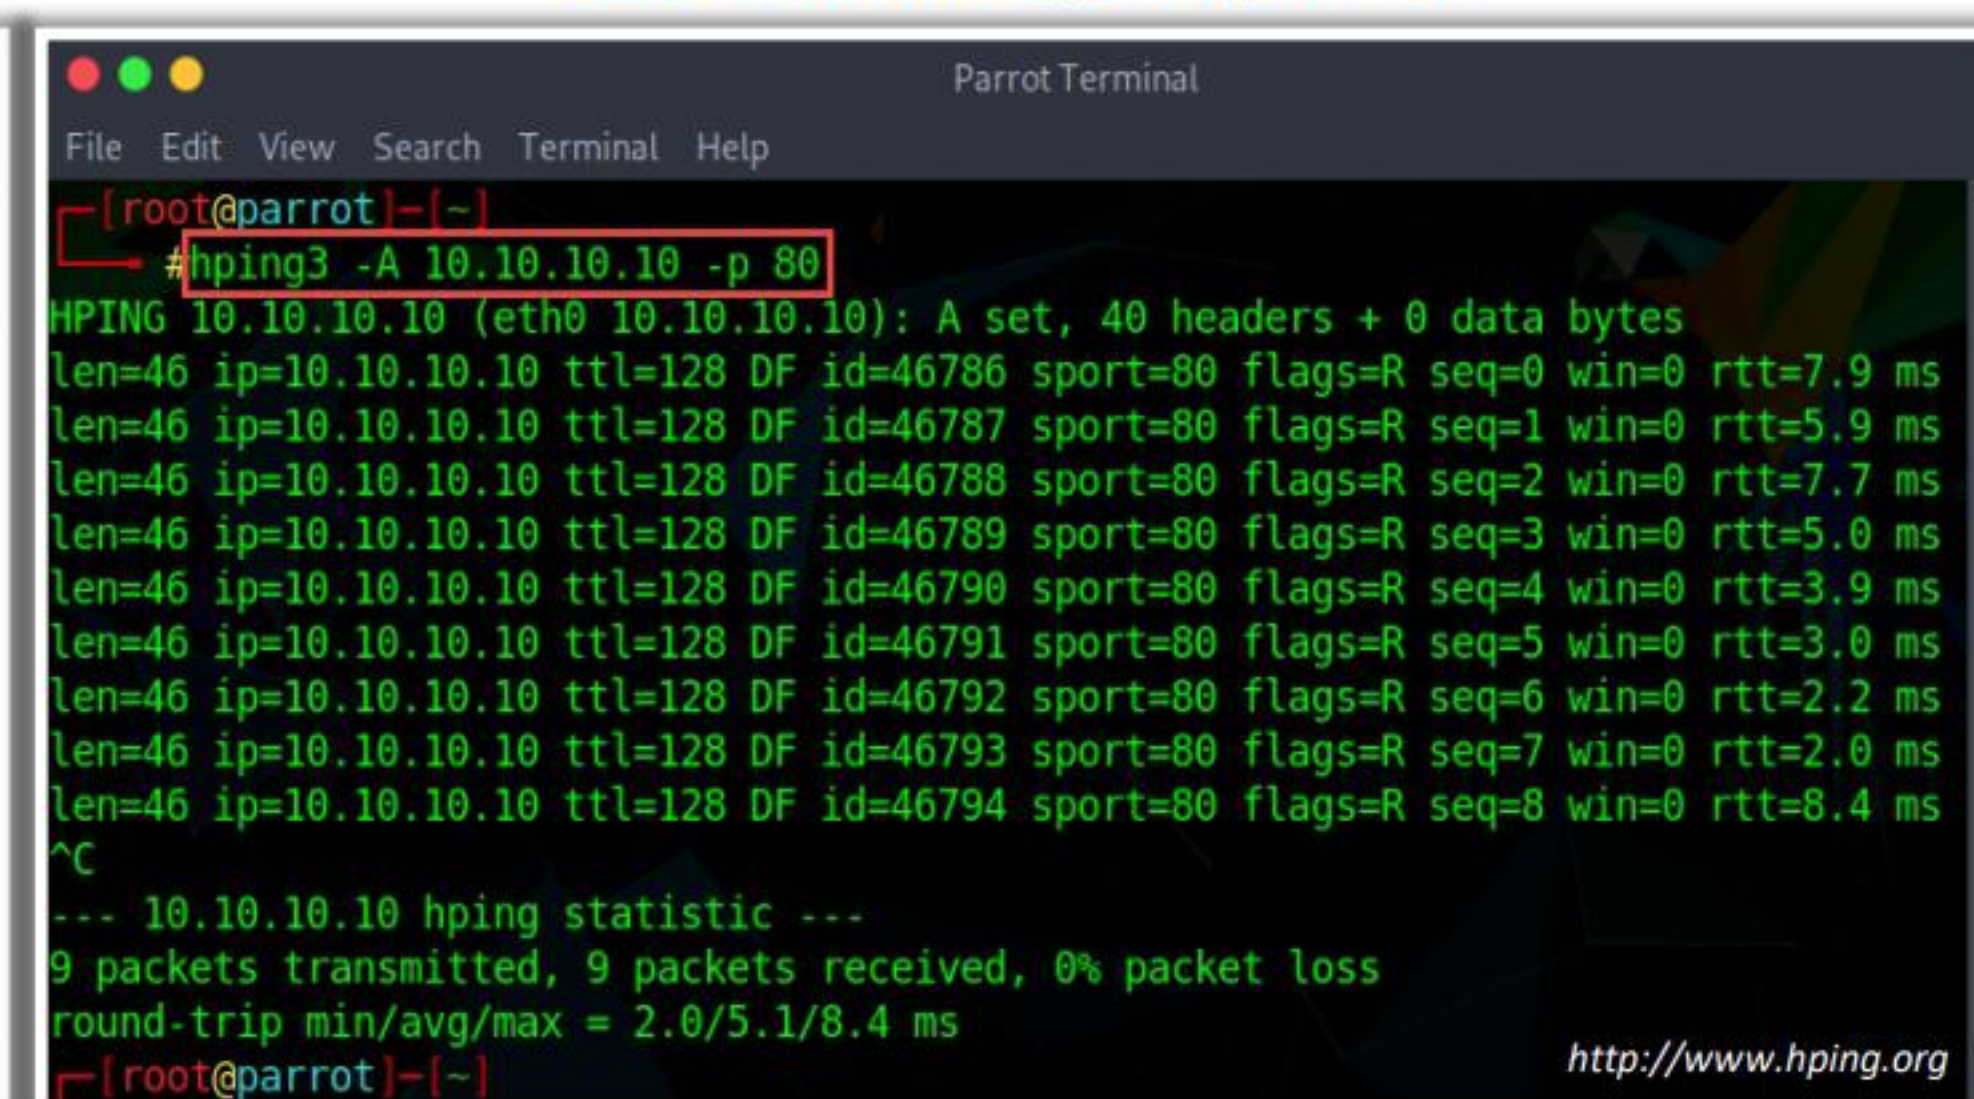 Parrot Terminal
File Edit View Search Terminal Help
[root@parrot]-[~]
#hping3 -A 10.10.10.10 -p 80
HPING 10.10.10.10 (eth0 10.10.10.10): A set, 40 headers + 0 data bytes
len=46 ip=10.10.10.10 ttl=128 DF id=46786 sport=80 flags=R seq=0 win=0 rtt=7.9 ms
len=46 ip=10.10.10.10 ttl=128 DF id=46787 sport=80 flags=R seq=1 win=0 rtt=5.9 ms
len=46 ip=10.10.10.10 ttl=128 DF id=46788 sport=80 flags=R seq=2 win=0 rtt=7.7 ms
len=46 ip=10.10.10.10 ttl=128 DF id=46789 sport=80 flags=R seq=3 win=0 rtt=5.0 ms
len=46 ip=10.10.10.10 ttl=128 DF id=46790 sport=80 flags=R seq=4 win=0 rtt=3.9 ms
len=46 ip=10.10.10.10 ttl=128 DF id=46791 sport=80 flags=R seq=5 win=0 rtt=3.0 ms
len=46 ip=10.10.10.10 ttl=128 DF id=46792 sport=80 flags=R seq=6 win=0 rtt=2.2 ms
len=46 ip=10.10.10.10 ttl=128 DF id=46793 sport=80 flags=R seq=7 win=0 rtt=2.0 ms
len=46 ip=10.10.10.10 ttl=128 DF id=46794 sport=80 flags=R seq=8 win=0 rtt=8.4 ms
^C
--- 10.10.10.10 hping statistic ---
9 packets transmitted, 9 packets received, 0% packet loss
round-trip min/avg/max = 2.0/5.1/8.4 ms
[root@parrot]-[~]
http://www.hping.org